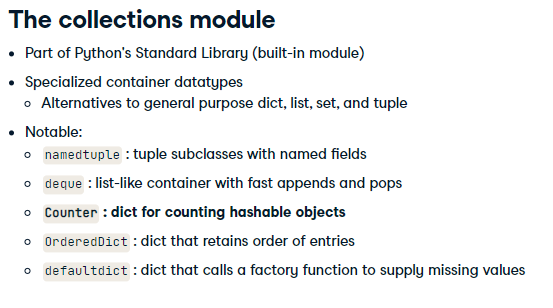 The collections module
• Part of Python's Standard Library (built-in module)
• Specialized container datatypes
○ Alternatives to general purpose dict, list, set, and tuple
• Notable:
○ namedtuple : tuple subclasses with named fields
○ deque : list-like container with fast appends and pops
○ Counter : dict for counting hashable objects
○ OrderedDict : dict that retains order of entries
○ defaultdict : dict that calls a factory function to supply missing values